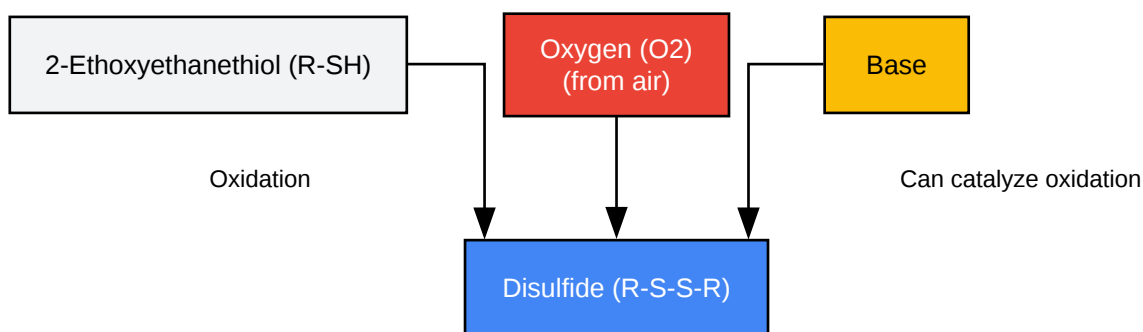 2-Ethoxyethanethiol (R-SH)
Oxygen (O2)
(from air)
Base
Oxidation
Can catalyze oxidation
Disulfide (R-S-S-R)